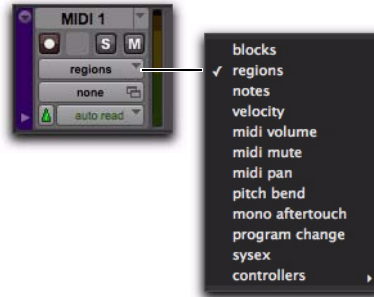 MIDI 1
S M
regions
none
auto read
blocks
✓ regions
notes
velocity
midi volume
midi mute
midi pan
pitch bend
mono aftertouch
program change
sysex
controllers